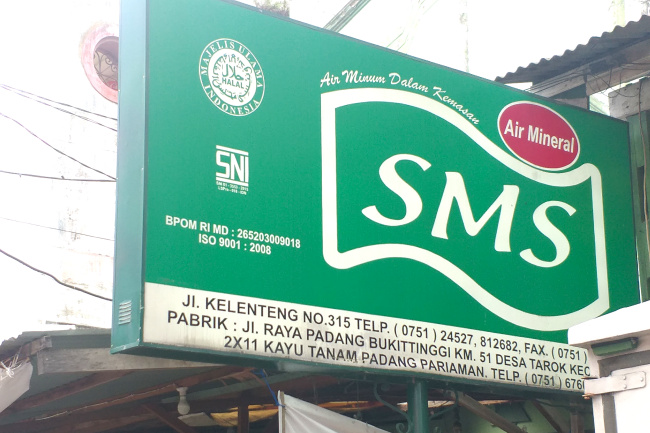 MAJELIS ULAMA INDONESIA
حلال
HALAL
Air Minum Dalam Kemasan
Air Mineral
SMS
SNI
BPOM RI MD : 265203009018
ISO 9001 : 2008
Jl. KELENTENG NO.315 TELP. ( 0751 ) 24527, 812682, FAX. ( 0751 )
PABRIK : Jl. RAYA PADANG BUKITTINGGI KM. 51 DESA TAROK KEC
2X11 KAYU TANAM PADANG PARIAMAN. TELP. ( 0751 )